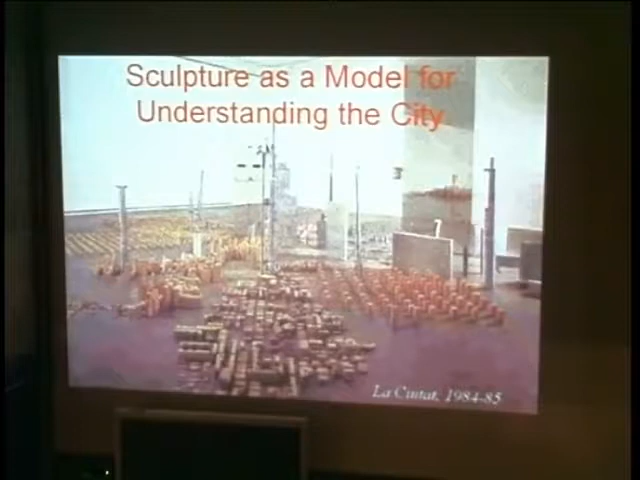 Sculpture as a Model for
Understanding the City
La Ciutat, 1984-85